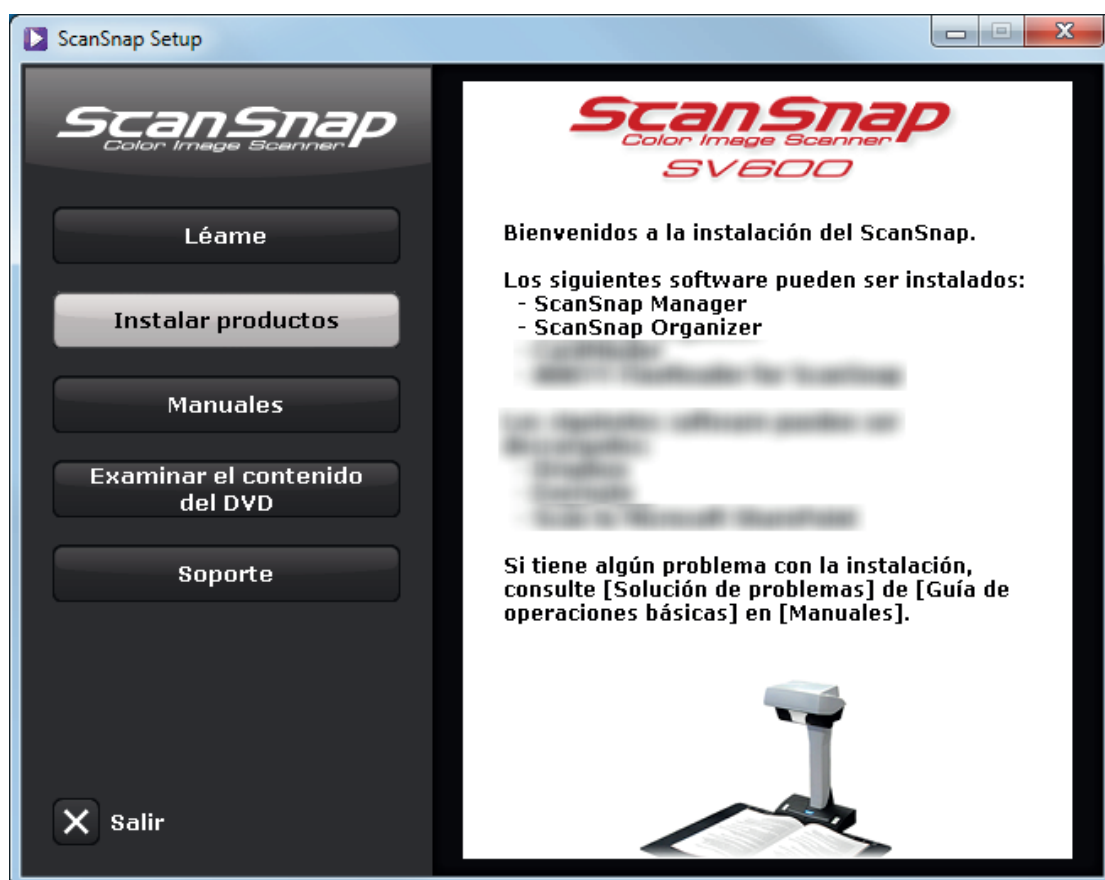 ScanSnap Setup
ScanSnap
Color Image Scanner
Léame
Instalar productos
Manuales
Examinar el contenido
del DVD
Soporte
Salir
ScanSnap
Color Image Scanner
SV600
Bienvenidos a la instalación del ScanSnap.
Los siguientes software pueden ser instalados:
- ScanSnap Manager
- ScanSnap Organizer
Si tiene algún problema con la instalación,
consulte [Solución de problemas] de [Guía de
operaciones básicas] en [Manuales].